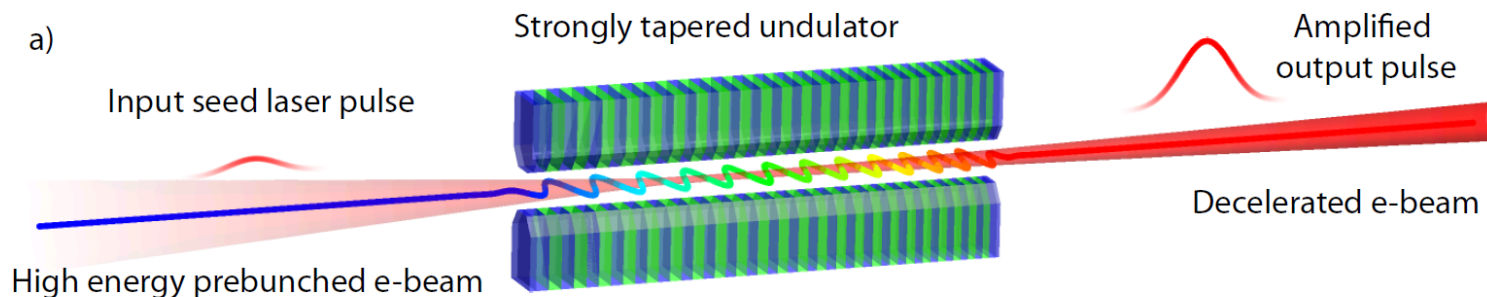 a)
Strongly tapered undulator
Amplified
output pulse
Input seed laser pulse
Decelerated e-beam
High energy prebunched e-beam